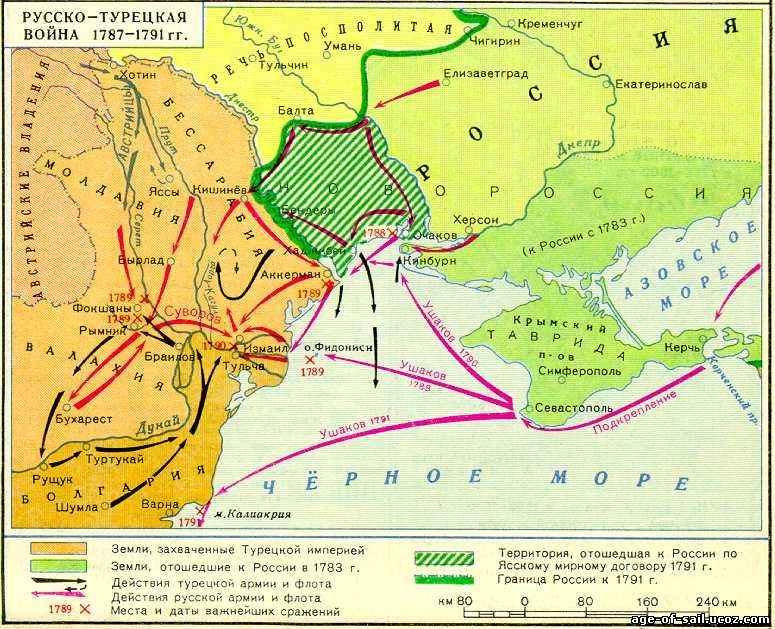 РУССКО-ТУРЕЦКАЯ
ВОЙНА 1787-1791 гг.
РЕЧЬ ПОСПОЛИТАЯ
Южн. Буг
Умань
Тульчин
Чигирин
Кременчуг
РОССИЯ
Елизаветград
Екатеринослав
Хотин
Днестр
Балта
Днепр
АВСТРИЙСКИЕ ВЛАДЕНИЯ
АВСТРИЙЦЫ
Прут
БЕССАРАБИЯ
МОЛДАВИЯ
Яссы
Кишинёв
НОВОРОССИЯ
Бендеры
Серет
1788
Очаков
Херсон
(к России с 1783 г.)
Хаджибей
Кинбурн
Бырлад
Аккерман
АЗОВСКОЕ
МОРЕ
1789
1789
Фокшаны
1789
Рымник
Суворов
Ушаков 1790
Крымский
ТАВРИДА
п-ов
Симферополь
Керчь
Керченский пр.
ВАЛАХИЯ
Браилов
1790
Измаил
Тульча
о.Фидониси
1789
Ушаков
1788
Севастополь
Подкрепление
Бухарест
Дунай
Ушаков 1791
Туртукай
Рущук
БОЛГАРИЯ
Шумла
Варна
1791
м.Калиакрия
ЧЁРНОЕ МОРЕ
Земли, захваченные Турецкой империей
Земли, отошедшие к России в 1783 г.
Действия турецкой армии и флота
Действия русской армии и флота
1789
Места и даты важнейших сражений
Территория, отошедшая к России по
Ясскому мирному договору 1791 г.
Граница России к 1791 г.
км 80 0 80 160 240 км
age-of-sail.ucoz.com